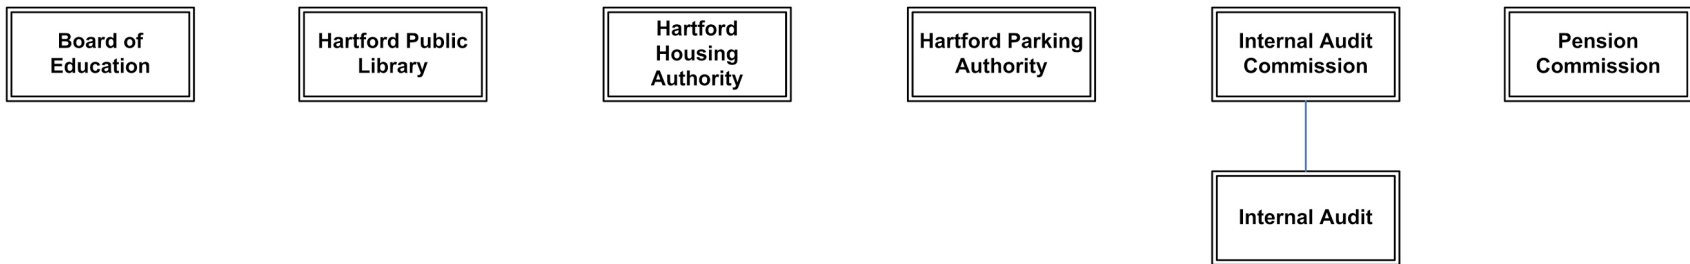 Board of
Education
Hartford Public
Library
Hartford
Housing
Authority
Hartford Parking
Authority
Internal Audit
Commission
Pension
Commission
Internal Audit